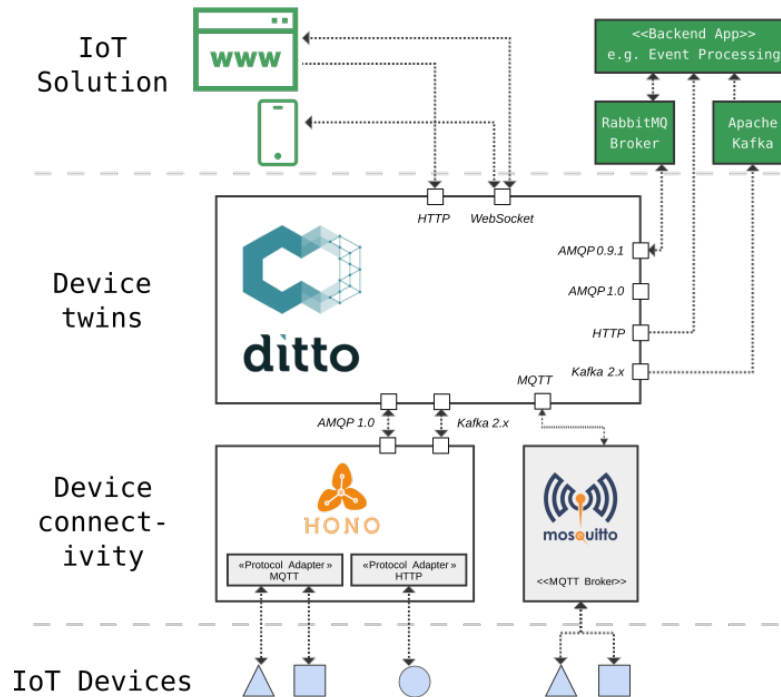 IoT
Solution
www
<<Backend App>>
e.g. Event Processing
RabbitMQ
Broker
Apache
Kafka
HTTP
WebSocket
Device
twins
ditto
AMQP 0.9.1
AMQP 1.0
HTTP
Kafka 2.x
MQTT
AMQP 1.0
Kafka 2.x
Device
connect-
ivity
HONO
«Protocol Adapter»
MQTT
«Protocol Adapter»
HTTP
mosquitto
<<MQTT Broker>>
IoT Devices